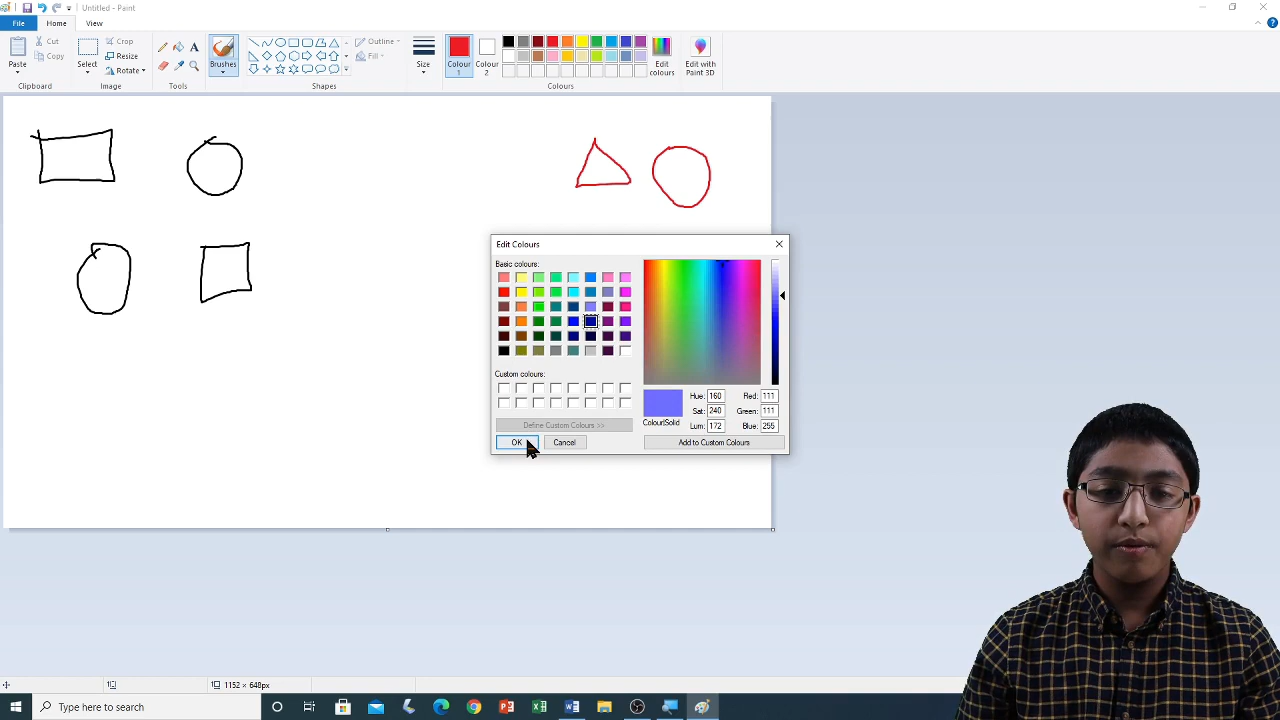 Untitled - Paint
File Home View
Paste
Cut
Copy
Clipboard
Select
Crop
Resize
Rotate
Image
A
Tools
Brushes
Outline
Fill
Shapes
Size
Colour
1
Colour
2
Edit
colours
Edit with
Paint 3D
Colours
Edit Colours
Basic colours:
Custom colours:
Define Custom Colours >>
OK
Cancel
Colour|Solid
Hue: 160
Sat: 240
Lum: 172
Red: 111
Green: 111
Blue: 255
Add to Custom Colours
1152 × 648px
Type here to search